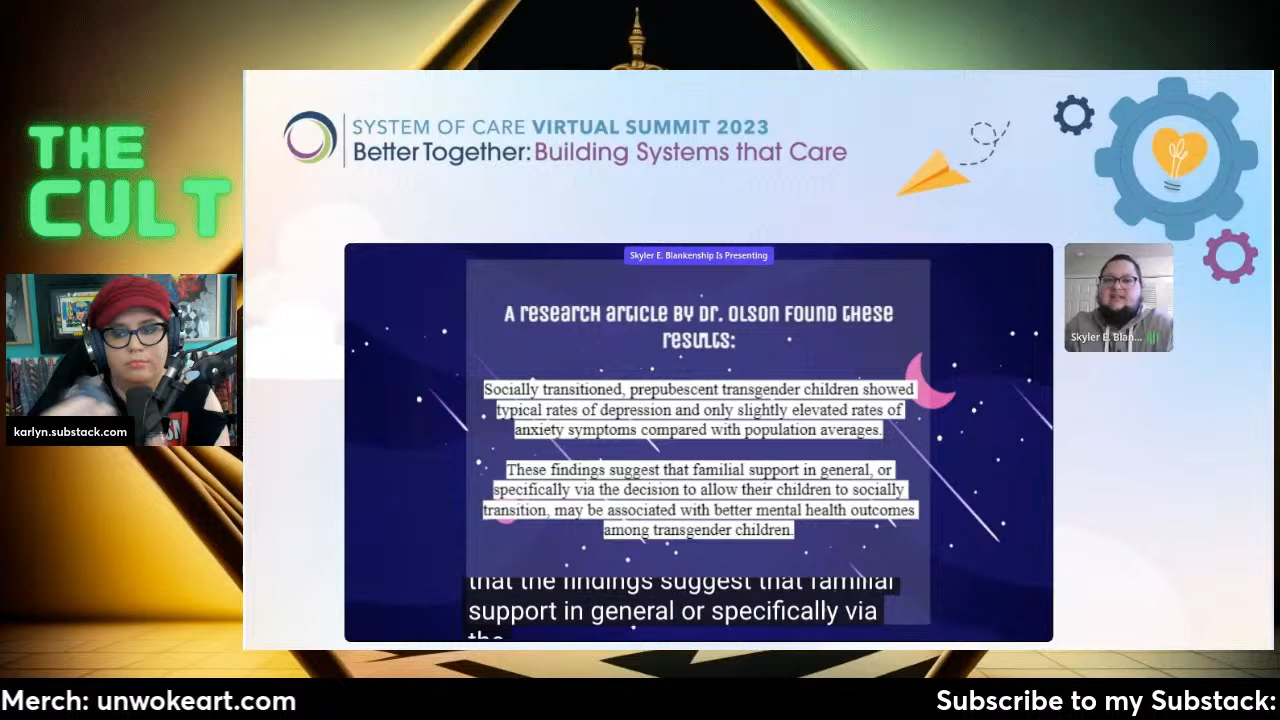 THE
CULT
karlyn.substack.com
SYSTEM OF CARE VIRTUAL SUMMIT 2023
Better Together: Building Systems that Care
Skyler E. Blankenship Is Presenting
A research article by Dr. Olson found these
results:
Socially transitioned, prepubescent transgender children showed
typical rates of depression and only slightly elevated rates of
anxiety symptoms compared with population averages.
These findings suggest that familial support in general, or
specifically via the decision to allow their children to socially
transition, may be associated with better mental health outcomes
among transgender children.
that the findings suggest that familial
support in general or specifically via
the
Skyler E. Blan...
Merch: unwokeart.com
Subscribe to my Substack: